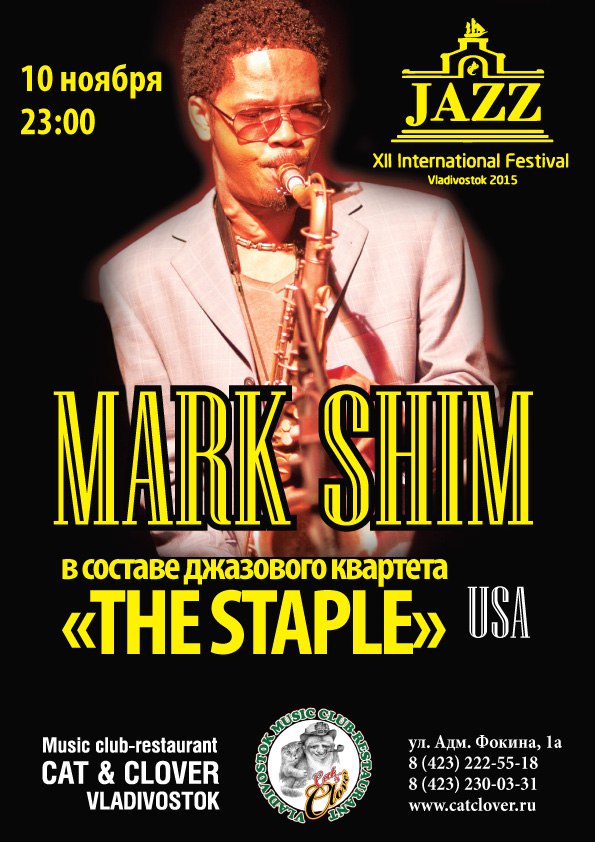 10 ноября
23:00
JAZZ
XII International Festival
Vladivostok 2015
MARK SHIM
в составе джазового квартета
«THE STAPLE»
USA
Music club-restaurant
CAT & CLOVER
VLADIVOSTOK
VLADIVOSTOK MUSIC CLUB-RESTAURANT
Cat
Clover
ул. Адм. Фокина, 1а
8 (423) 222-55-18
8 (423) 230-03-31
www.catclover.ru